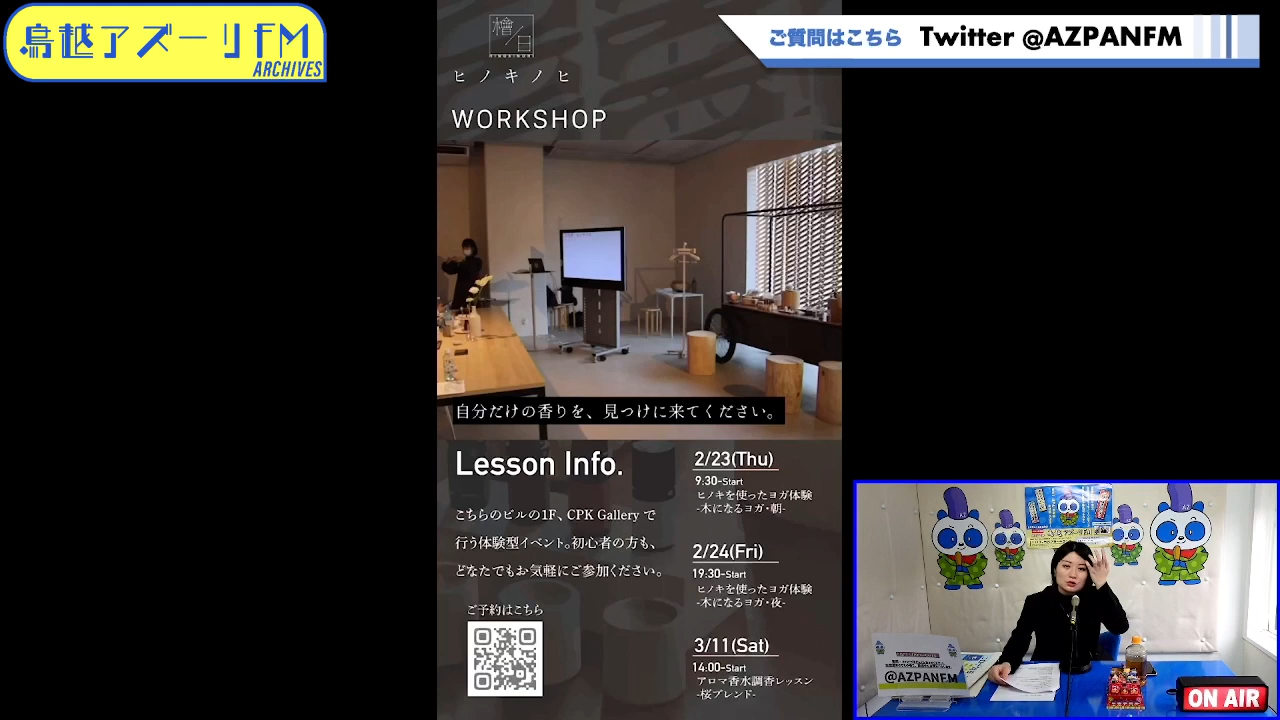 鳥越アズーリFM
ARCHIVES
ご質問はこちら Twitter @AZPANFM
檜/日
HINOKINOHI
ヒノキノヒ
WORKSHOP
自分だけの香りを、見つけに来てください。
Lesson Info.
こちらのビルの1F、CPK Gallery で
行う体験型イベント。初心者の方も、
どなたでもお気軽にご参加ください。
ご予約はこちら
2/23(Thu)
9:30-Start
ヒノキを使ったヨガ体験
-木になるヨガ・朝-
2/24(Fri)
19:30-Start
ヒノキを使ったヨガ体験
-木になるヨガ・夜-
3/11(Sat)
14:00-Start
アロマ香水調香レッスン
-桜ブレンド-
@AZPANFM
ON AIR